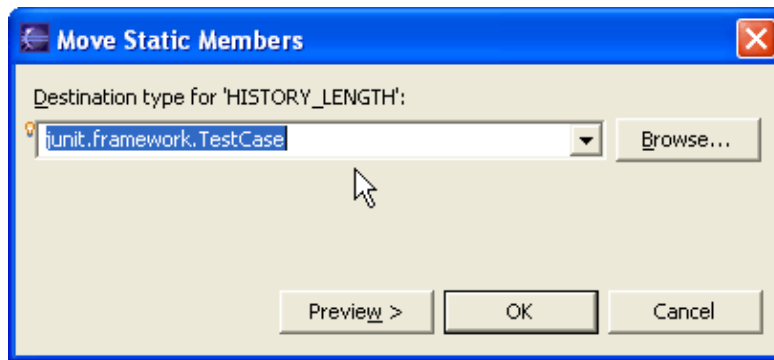 Move Static Members
Destination type for 'HISTORY_LENGTH':
junit.framework.TestCase
Browse...
Preview >
OK
Cancel